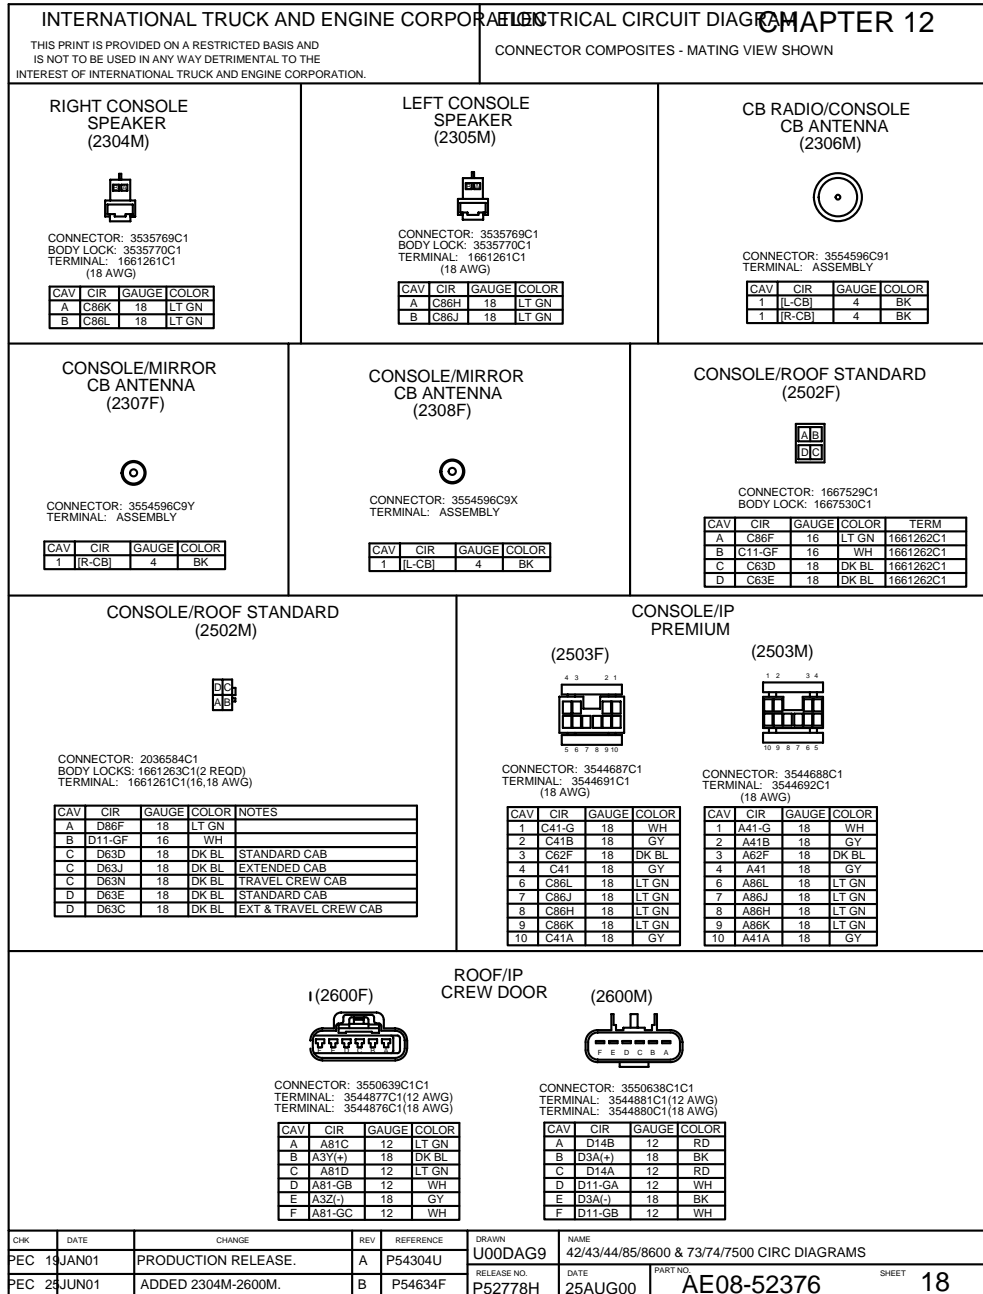 INTERNATIONAL TRUCK AND ENGINE CORPORATION
THIS PRINT IS PROVIDED ON A RESTRICTED BASIS AND
IS NOT TO BE USED IN ANY WAY DETRIMENTAL TO THE
INTEREST OF INTERNATIONAL TRUCK AND ENGINE CORPORATION.
ELECTRICAL CIRCUIT DIAGRAM
CHAPTER 12
CONNECTOR COMPOSITES - MATING VIEW SHOWN
RIGHT CONSOLE
SPEAKER
(2304M)
CONNECTOR: 3535769C1
BODY LOCK: 3535770C1
TERMINAL: 1661261C1
(18 AWG)
CAV CIR GAUGE COLOR
A C86K 18 LT GN
B C86L 18 LT GN
LEFT CONSOLE
SPEAKER
(2305M)
CONNECTOR: 3535769C1
BODY LOCK: 3535770C1
TERMINAL: 1661261C1
(18 AWG)
CAV CIR GAUGE COLOR
A C86H 18 LT GN
B C86J 18 LT GN
CB RADIO/CONSOLE
CB ANTENNA
(2306M)
CONNECTOR: 3554596C91
TERMINAL: ASSEMBLY
CAV CIR GAUGE COLOR
1 [L-CB] 4 BK
1 [R-CB] 4 BK
CONSOLE/MIRROR
CB ANTENNA
(2307F)
CONNECTOR: 3554596C9Y
TERMINAL: ASSEMBLY
CAV CIR GAUGE COLOR
1 [R-CB] 4 BK
CONSOLE/MIRROR
CB ANTENNA
(2308F)
CONNECTOR: 3554596C9X
TERMINAL: ASSEMBLY
CAV CIR GAUGE COLOR
1 [L-CB] 4 BK
CONSOLE/ROOF STANDARD
(2502F)
A B
D C
CONNECTOR: 1667529C1
BODY LOCK: 1667530C1
CAV CIR GAUGE COLOR TERM
A C86F 16 LT GN 1661262C1
B C11-GF 16 WH 1661262C1
C C63D 18 DK BL 1661262C1
D C63E 18 DK BL 1661262C1
CONSOLE/ROOF STANDARD
(2502M)
D C
A B
CONNECTOR: 2036584C1
BODY LOCKS: 1661263C1(2 REQD)
TERMINAL: 1661261C1(16,18 AWG)
CAV CIR GAUGE COLOR NOTES
A D86F 18 LT GN
B D11-GF 16 WH
C D63D 18 DK BL STANDARD CAB
C D63J 18 DK BL EXTENDED CAB
C D63N 18 DK BL TRAVEL CREW CAB
D D63E 18 DK BL STANDARD CAB
D D63C 18 DK BL EXT & TRAVEL CREW CAB
CONSOLE/IP
PREMIUM
(2503F)
4 3 2 1
5 6 7 8 9 10
CONNECTOR: 3544687C1
TERMINAL: 3544691C1
(18 AWG)
CAV CIR GAUGE COLOR
1 C41-G 18 WH
2 C41B 18 GY
3 C62F 18 DK BL
4 C41 18 GY
6 C86L 18 LT GN
7 C86J 18 LT GN
8 C86H 18 LT GN
9 C86K 18 LT GN
10 C41A 18 GY
(2503M)
1 2 3 4
10 9 8 7 6 5
CONNECTOR: 3544688C1
TERMINAL: 3544692C1
(18 AWG)
CAV CIR GAUGE COLOR
1 A41-G 18 WH
2 A41B 18 GY
3 A62F 18 DK BL
4 A41 18 GY
6 A86L 18 LT GN
7 A86J 18 LT GN
8 A86H 18 LT GN
9 A86K 18 LT GN
10 A41A 18 GY
ROOF/IP
CREW DOOR
(2600F)
F E D C B A
CONNECTOR: 3550639C1C1
TERMINAL: 3544877C1(12 AWG)
TERMINAL: 3544876C1(18 AWG)
CAV CIR GAUGE COLOR
A A81C 12 LT GN
B A3Y(+) 18 DK BL
C A81D 12 LT GN
D A81-GB 12 WH
E A3Z(-) 18 GY
F A81-GC 12 WH
(2600M)
F E D C B A
CONNECTOR: 3550638C1C1
TERMINAL: 3544881C1(12 AWG)
TERMINAL: 3544880C1(18 AWG)
CAV CIR GAUGE COLOR
A D14B 12 RD
B D3A(+) 18 BK
C D14A 12 RD
D D11-GA 12 WH
E D3A(-) 18 BK
F D11-GB 12 WH
CHK DATE CHANGE REV REFERENCE
PEC 19JAN01 PRODUCTION RELEASE. A P54304U
PEC 25JUN01 ADDED 2304M-2600M. B P54634F
DRAWN
U00DAG9
NAME
42/43/44/85/8600 & 73/74/7500 CIRC DIAGRAMS
RELEASE NO.
P52778H
DATE
25AUG00
PART NO.
AE08-52376
SHEET 18